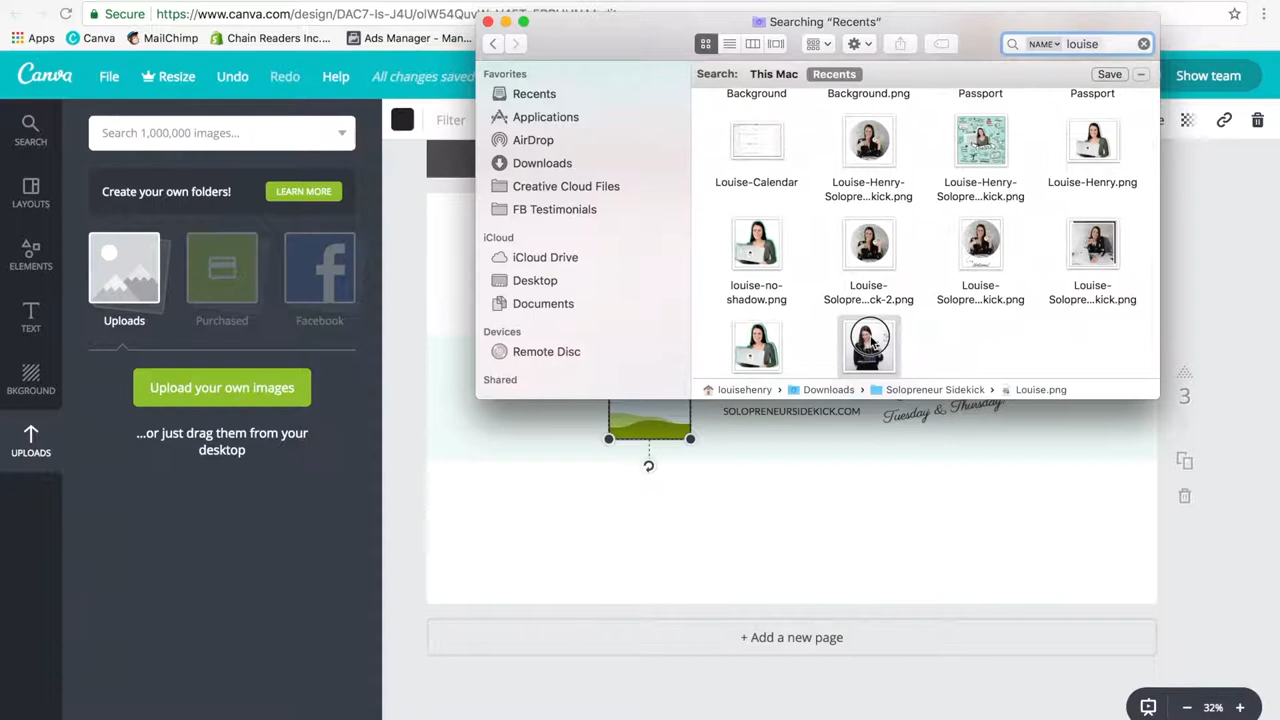 Secure
https://www.canva.com/design/DAC7-Is-J4U/
Searching "Recents"
Apps
Canva
MailChimp
Chain Readers Inc....
Ads Manager - Man...
NAME
louise
Canva
File
Resize
Undo
Redo
Help
All changes saved
Show team
Favorites
Recents
Applications
AirDrop
Downloads
Creative Cloud Files
FB Testimonials
iCloud
iCloud Drive
Desktop
Documents
Devices
Remote Disc
Shared
Search:
This Mac
Recents
Save
Background
Background.png
Passport
Passport
Louise-Calendar
Louise-Henry-
Solopre...kick.png
Louise-Henry-
Solopre...kick.png
Louise-Henry.png
louise-no-
shadow.png
Louise-
Solopre...ck-2.png
Louise-
Solopre...kick.png
Louise-
Solopre...kick.png
louisehenry
Downloads
Solopreneur Sidekick
Louise.png
SEARCH
LAYOUTS
ELEMENTS
TEXT
BKGROUND
UPLOADS
Search 1,000,000 images...
Create your own folders!
LEARN MORE
Uploads
Purchased
Facebook
Upload your own images
...or just drag them from your
desktop
Filter
SOLOPRENEURSIDEKICK.COM
Tuesday & Thursday!
3
+ Add a new page
32%